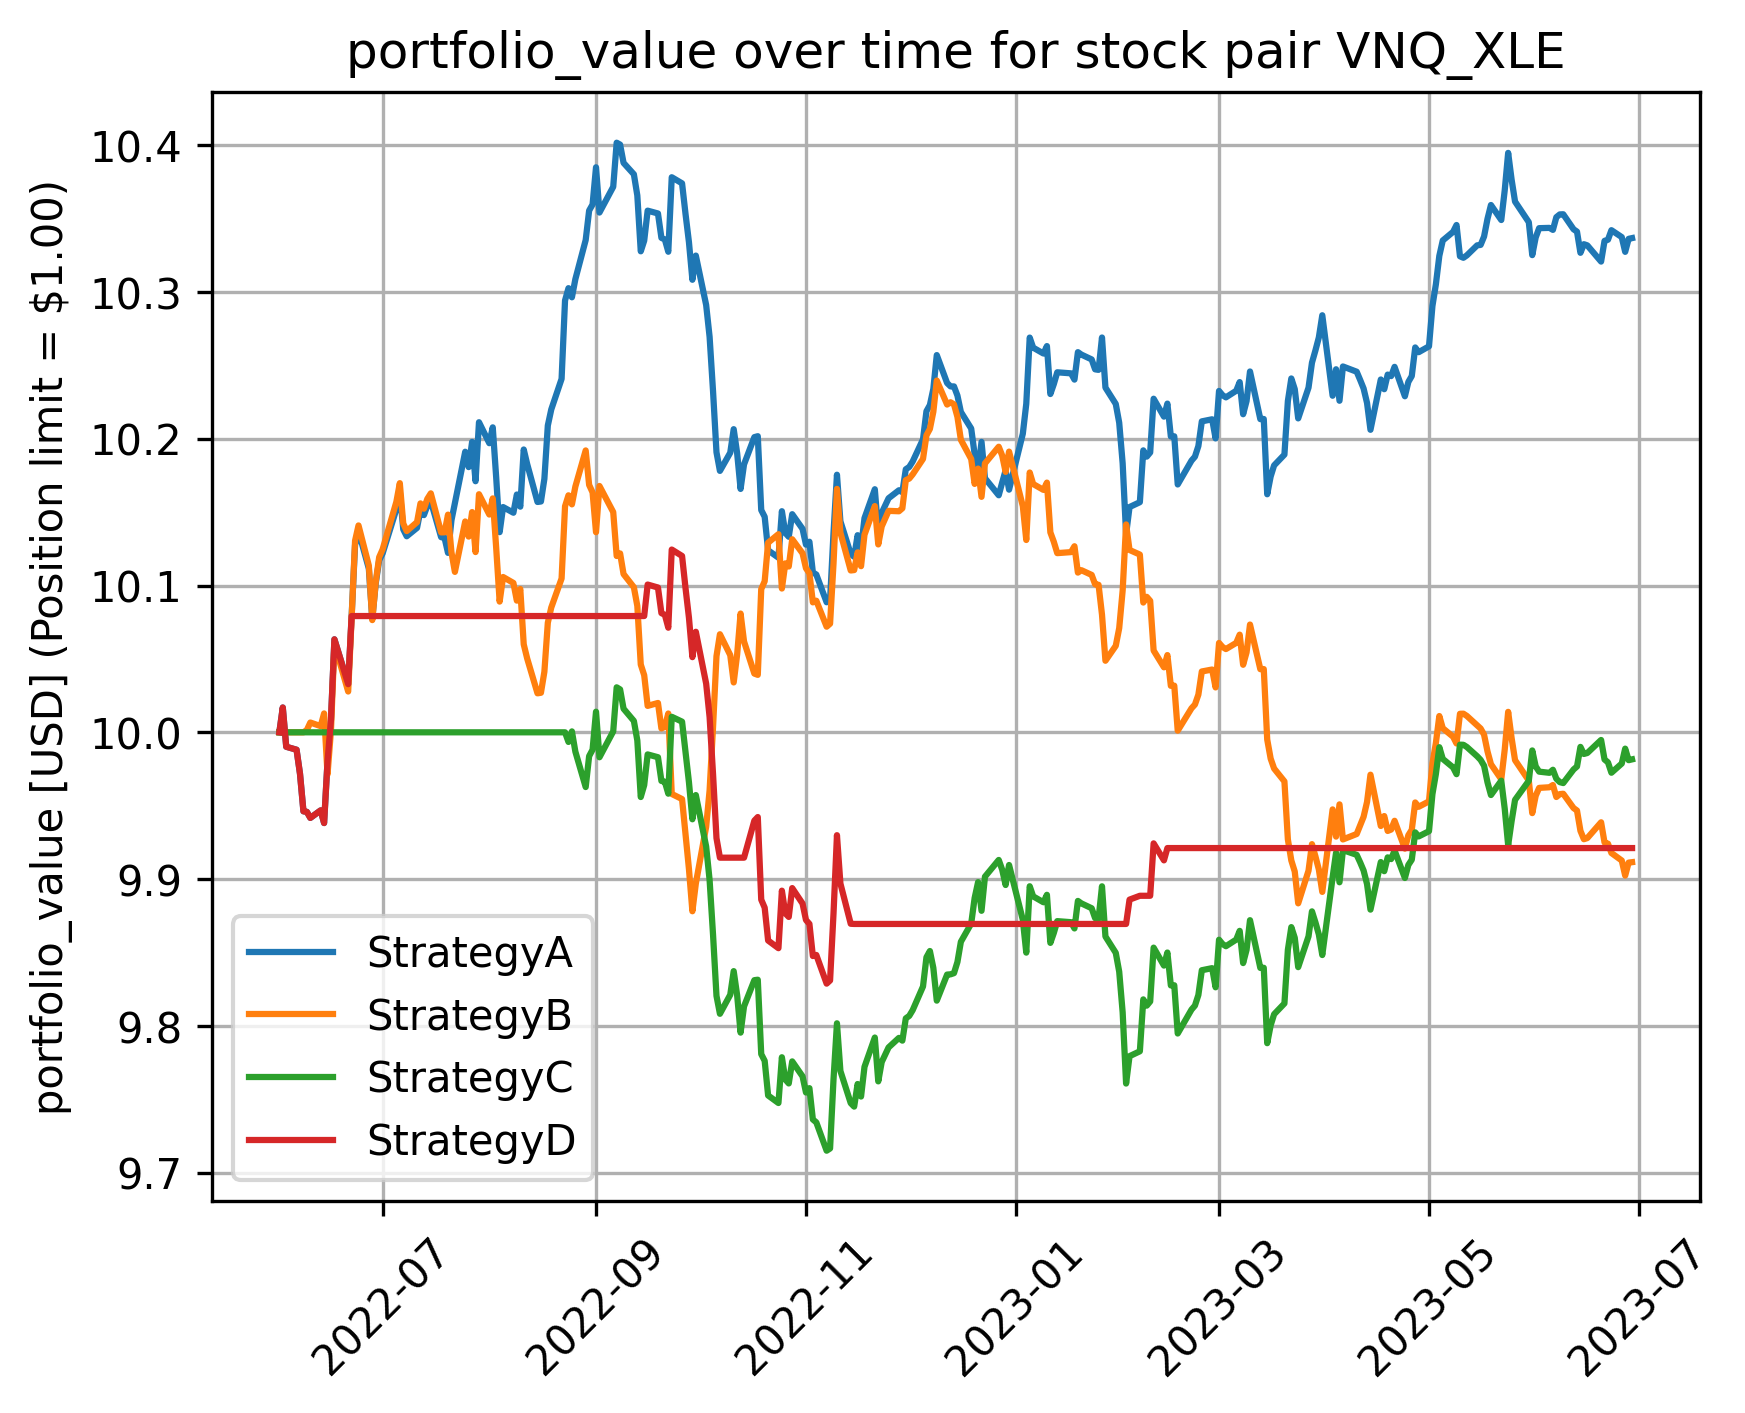 portfolio_value over time for stock pair VNQ_XLE
portfolio_value [USD] (Position limit = $1.00)
10.4
10.3
10.2
10.1
10.0
9.9
9.8
9.7
StrategyA
StrategyB
StrategyC
StrategyD
2022-07
2022-09
2022-11
2023-01
2023-03
2023-05
2023-07